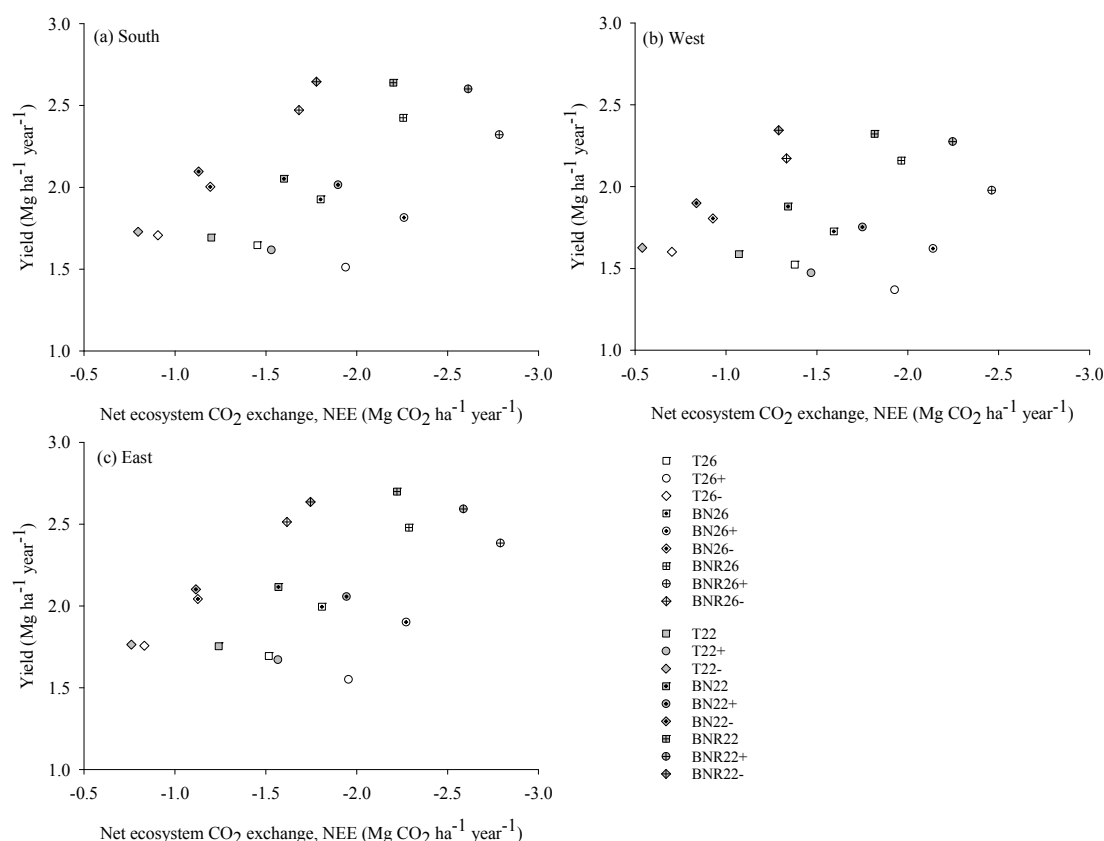 (a) South
3.0
2.5
2.0
1.5
1.0
Yield (Mg ha-1 year-1)
-0.5 -1.0 -1.5 -2.0 -2.5 -3.0
Net ecosystem CO2 exchange, NEE (Mg CO2 ha-1 year-1)
(b) West
3.0
2.5
2.0
1.5
1.0
Yield (Mg ha-1 year-1)
-0.5 -1.0 -1.5 -2.0 -2.5 -3.0
Net ecosystem CO2 exchange, NEE (Mg CO2 ha-1 year-1)
(c) East
3.0
2.5
2.0
1.5
1.0
Yield (Mg ha-1 year-1)
-0.5 -1.0 -1.5 -2.0 -2.5 -3.0
Net ecosystem CO2 exchange, NEE (Mg CO2 ha-1 year-1)
T26
T26+
T26-
BN26
BN26+
BN26-
BNR26
BNR26+
BNR26-
T22
T22+
T22-
BN22
BN22+
BN22-
BNR22
BNR22+
BNR22-